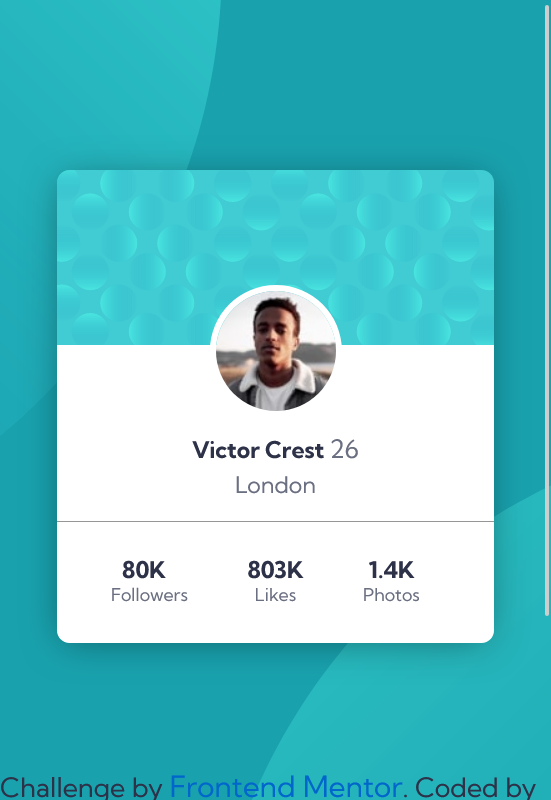 Victor Crest 26
London
80K 803K 1.4K
Followers Likes Photos
Challenge by Frontend Mentor. Coded by